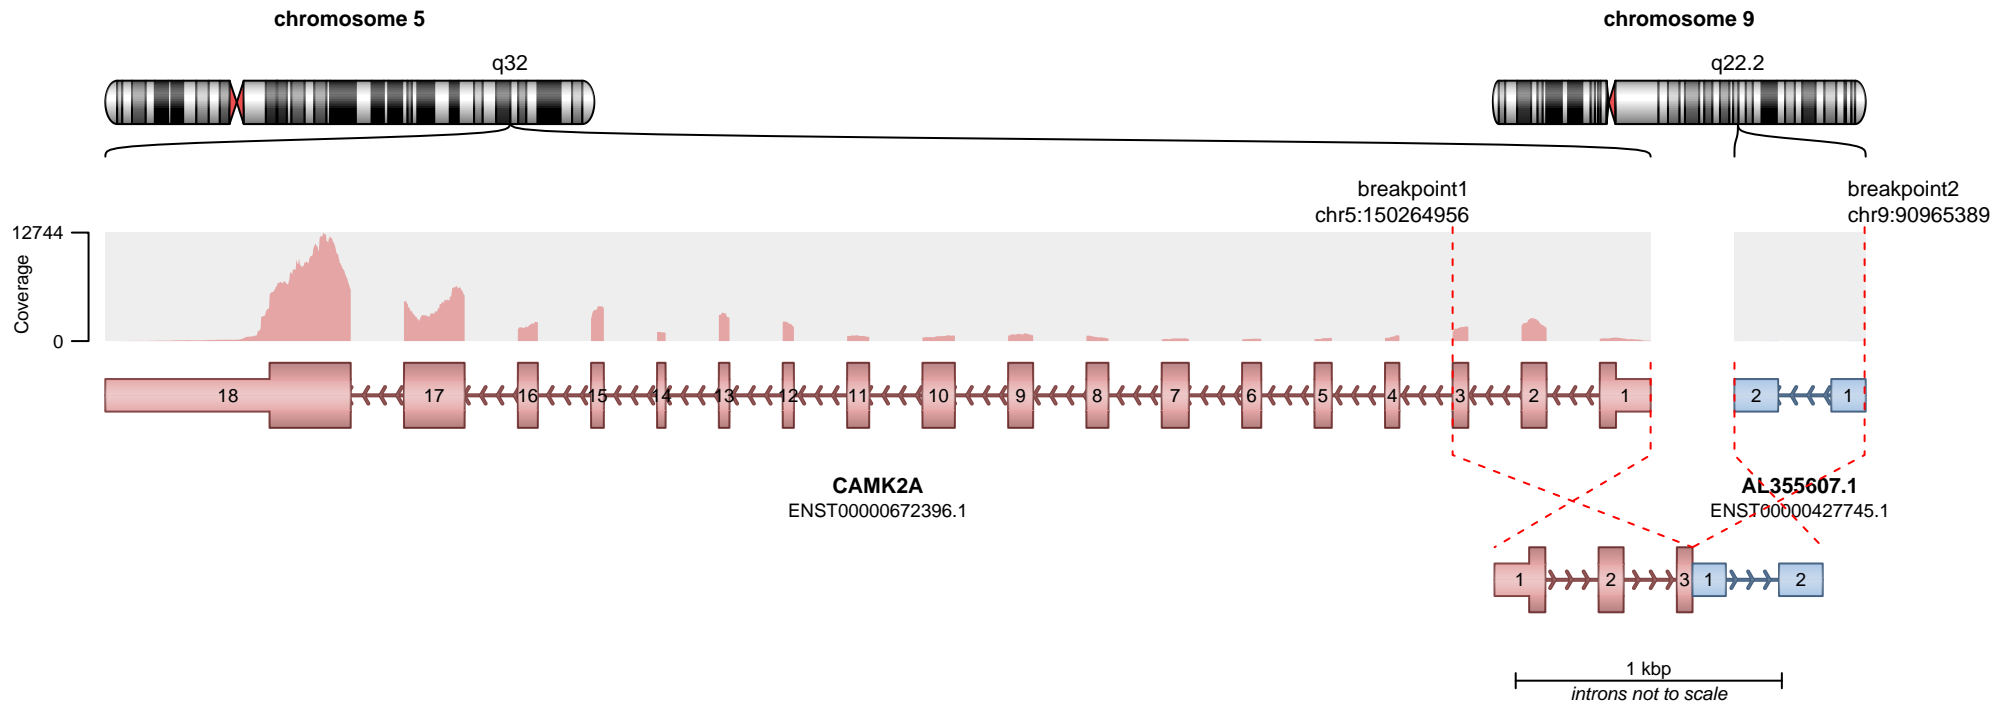 chromosome 5
chromosome 9
q32
q22.2
breakpoint1
chr5:150264956
breakpoint2
chr9:90965389
12744
Coverage
0
18 17 16 15 14 13 12 11 10 9 8 7 6 5 4 3 2 1
2 1
CAMK2A
ENST00000672396.1
AL355607.1
ENST00000427745.1
1 2 3 1 2
1 kbp
introns not to scale